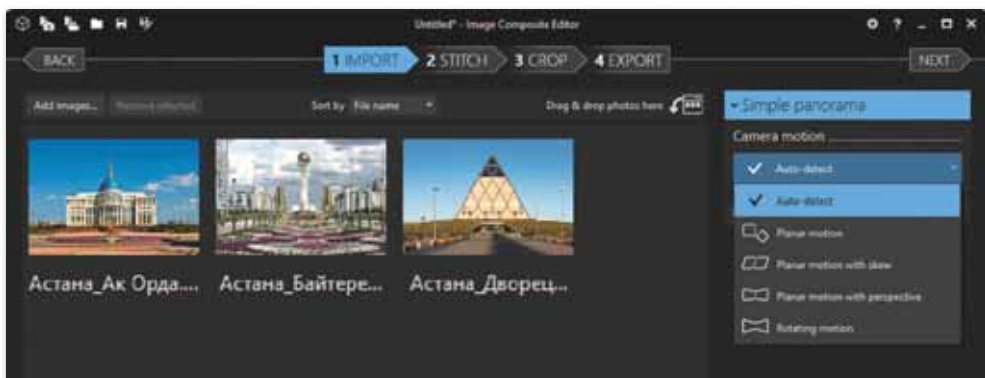 Untitled* - Image Composite Editor
BACK
1 IMPORT
2 STITCH
3 CROP
4 EXPORT
NEXT
Add images...
Remove selected
Sort by File name
Drag & drop photos here
Simple panorama
Camera motion
Auto-detect
Auto-detect
Planar motion
Planar motion with skew
Planar motion with perspective
Rotating motion
Астана_Ак Орда....
Астана_Байтере...
Астана_Дворец...